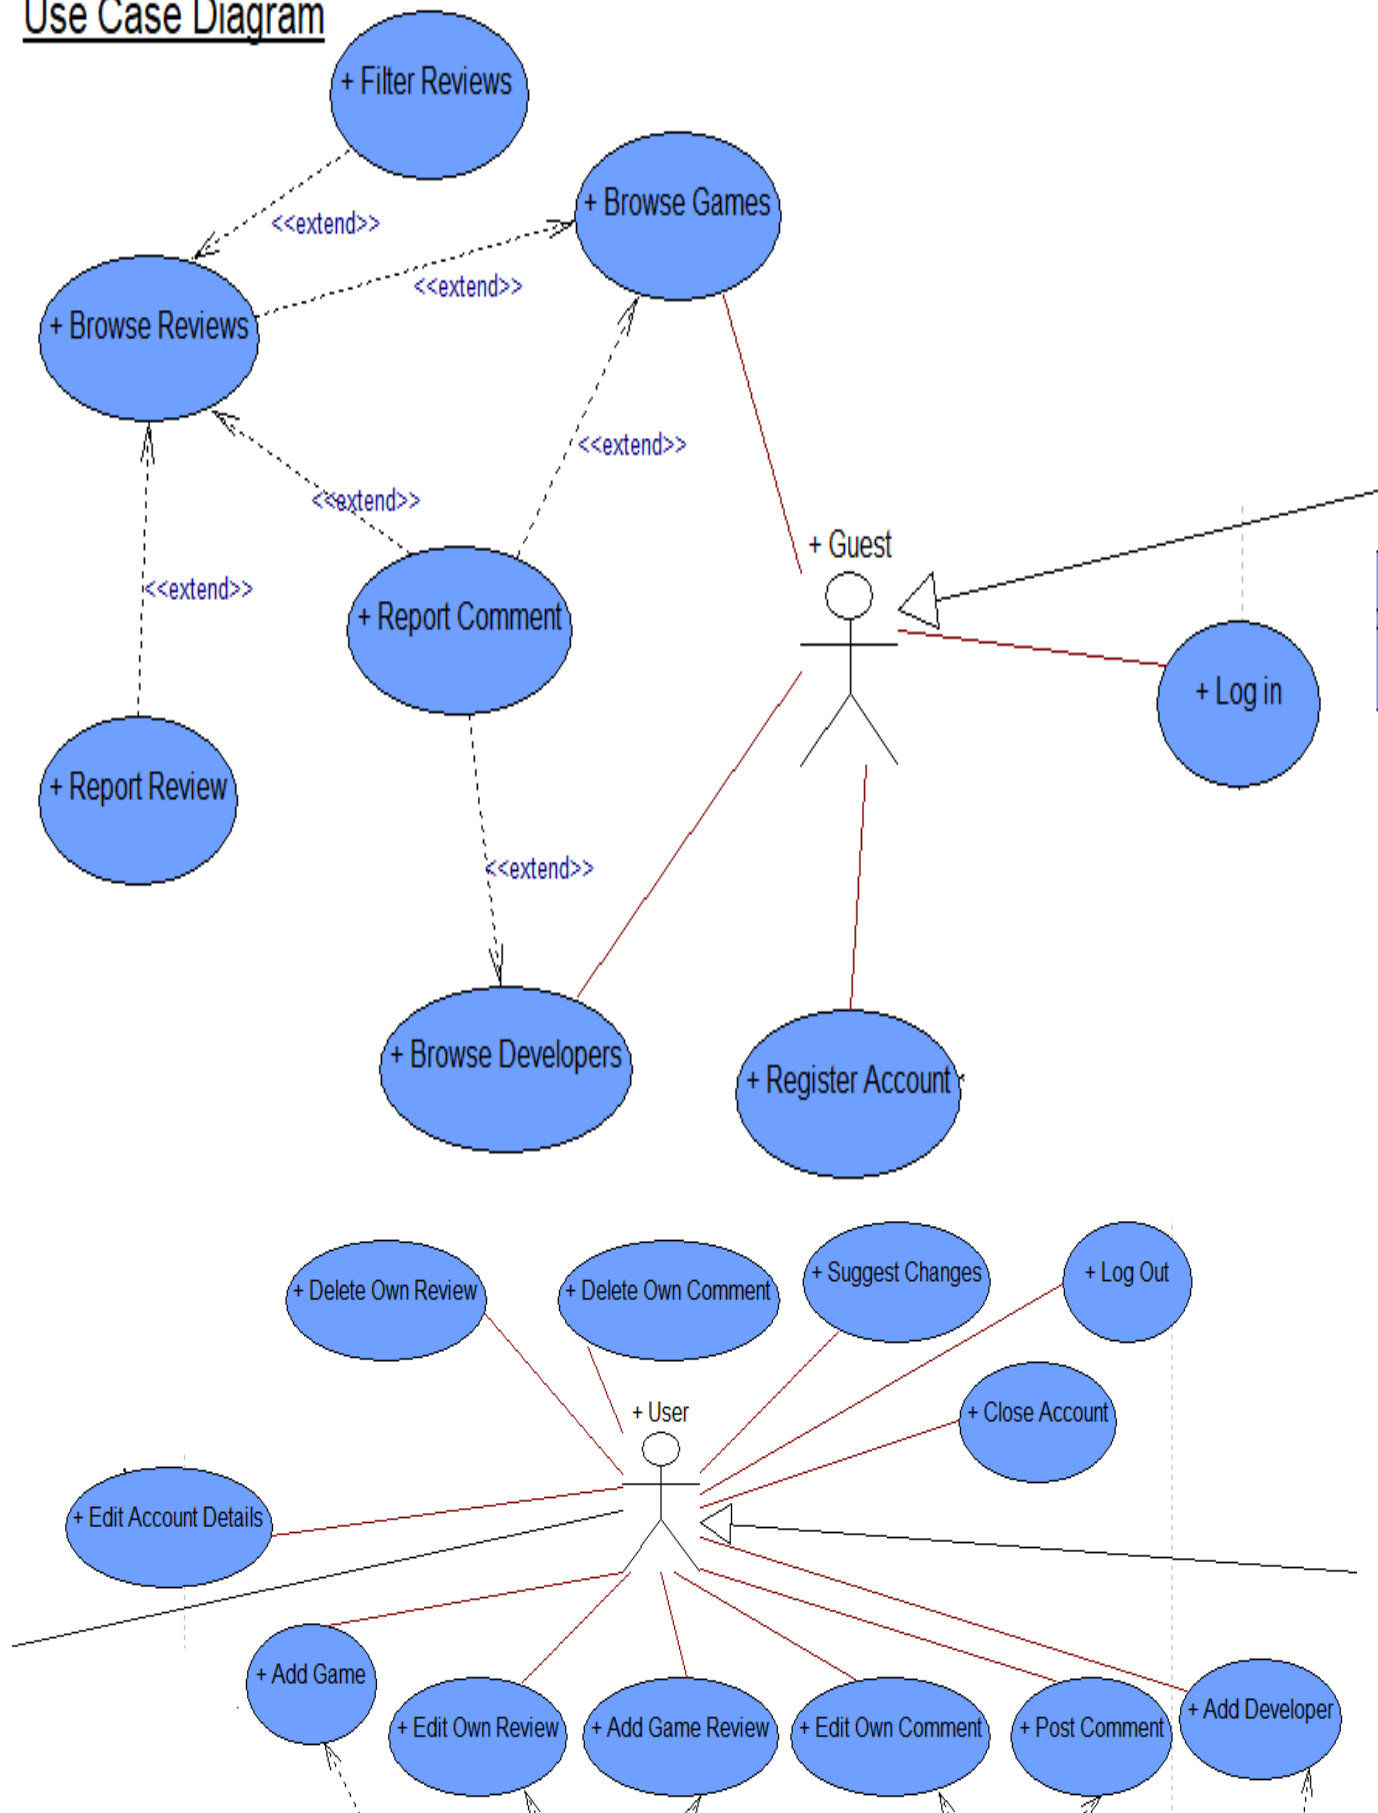 Use Case Diagram
+ Filter Reviews
+ Browse Games
<<extend>>
<<extend>>
+ Browse Reviews
<<extend>>
<<extend>>
+ Guest
<<extend>>
+ Report Comment
+ Log in
+ Report Review
<<extend>>
+ Browse Developers
+ Register Account
+ Delete Own Review
+ Delete Own Comment
+ Suggest Changes
+ Log Out
+ User
+ Close Account
+ Edit Account Details
+ Add Game
+ Edit Own Review
+ Add Game Review
+ Edit Own Comment
+ Post Comment
+ Add Developer